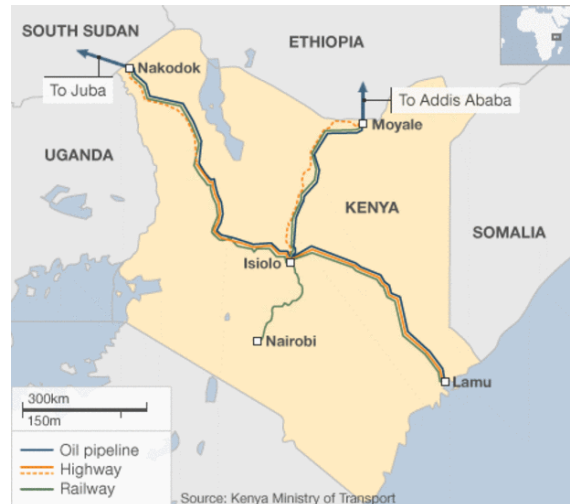 SOUTH SUDAN
ETHIOPIA
Nakodok
To Juba
To Addis Ababa
Moyale
UGANDA
KENYA
SOMALIA
Isiolo
Nairobi
Lamu
300km
150m
Oil pipeline
Highway
Railway
Source: Kenya Ministry of Transport